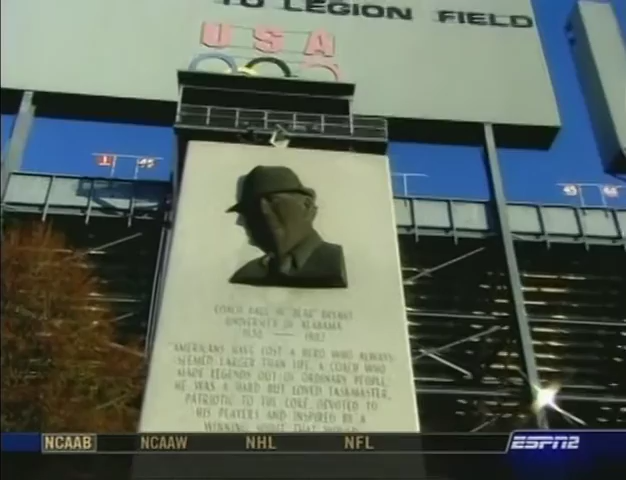 TO LEGION FIELD
USA
COACH PAUL W. "BEAR" BRYANT
UNIVERSITY OF ALABAMA
AMERICANS HAVE LOST A HERO WHO ALWAYS
SEEMED LARGER THAN LIFE. A COACH WHO
MADE LEGENDS OUT OF ORDINARY PEOPLE.
HE WAS A HARD BUT LOVED TASKMASTER,
PATRIOTIC TO THE CORE, DEVOTED TO
HIS PLAYERS AND INSPIRED BY A
WINNING
NCAAB NCAAW NHL NFL ESPN2